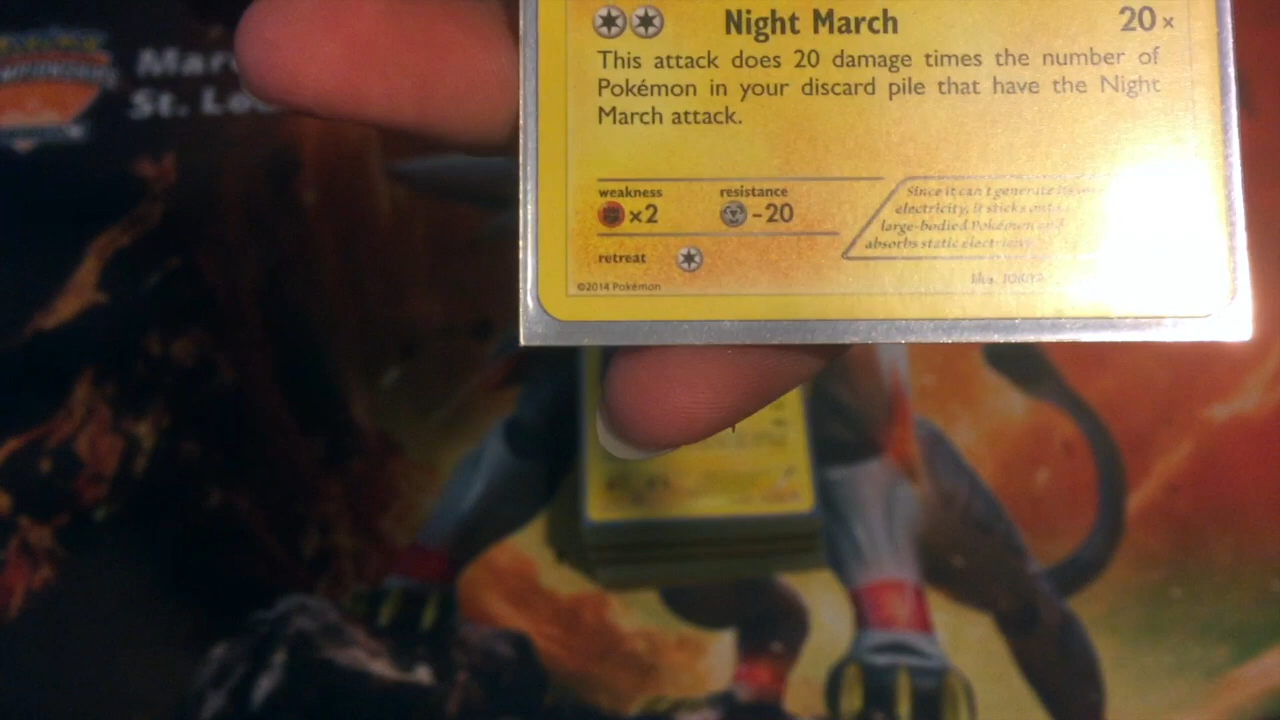 Night March 20×
This attack does 20 damage times the number of
Pokémon in your discard pile that have the Night
March attack.
weakness resistance
×2 -20
Since it can't generate its
electricity, it sticks onto
large-bodied Pokémon and
absorbs static electricity.
retreat
©2014 Pokémon
Illus.
St.